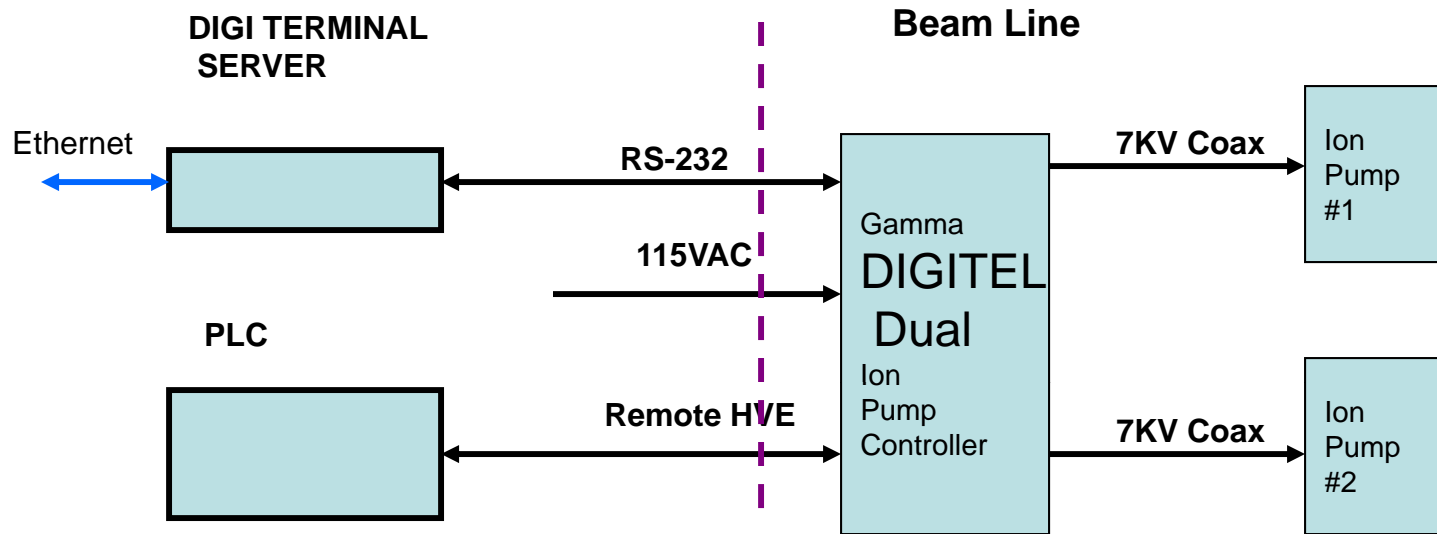 DIGI TERMINAL
SERVER
Beam Line
Ethernet
RS-232
115VAC
PLC
Remote HVE
Gamma
DIGITEL
Dual
Ion
Pump
Controller
7KV Coax
Ion
Pump
#1
7KV Coax
Ion
Pump
#2